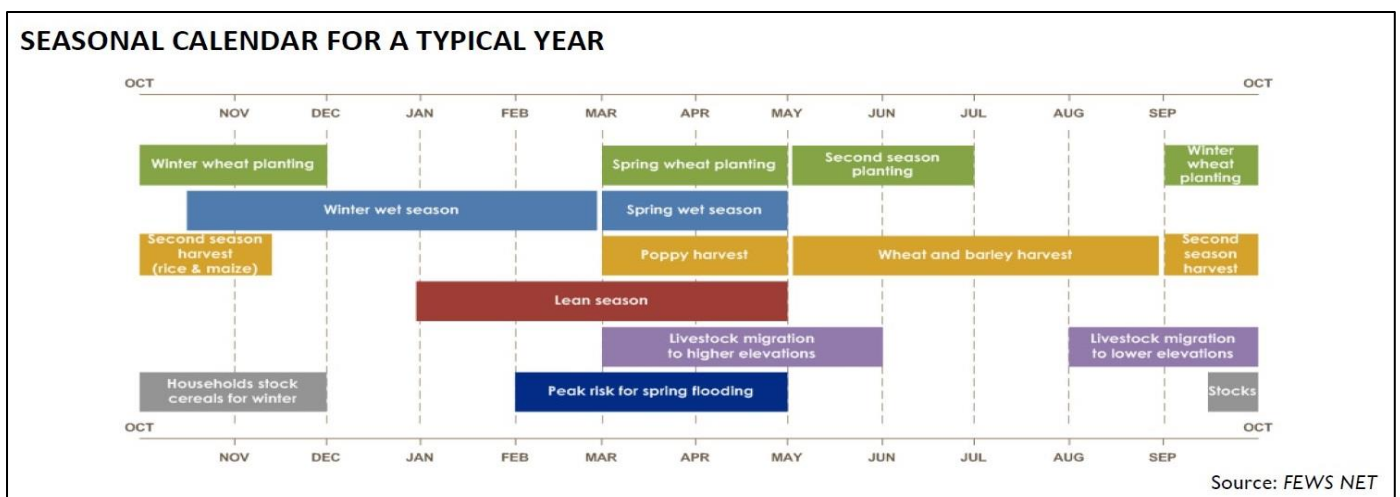 SEASONAL CALENDAR FOR A TYPICAL YEAR
OCT OCT
NOV DEC JAN FEB MAR APR MAY JUN JUL AUG SEP
Winter wheat planting
Spring wheat planting
Second season
planting
Winter
wheat
planting
Winter wet season
Spring wet season
Second season
harvest
(rice & maize)
Poppy harvest
Wheat and barley harvest
Second
season
harvest
Lean season
Livestock migration
to higher elevations
Livestock migration
to lower elevations
Households stock
cereals for winter
Peak risk for spring flooding
Stocks
OCT OCT
NOV DEC JAN FEB MAR APR MAY JUN JUL AUG SEP
Source: FEWS NET